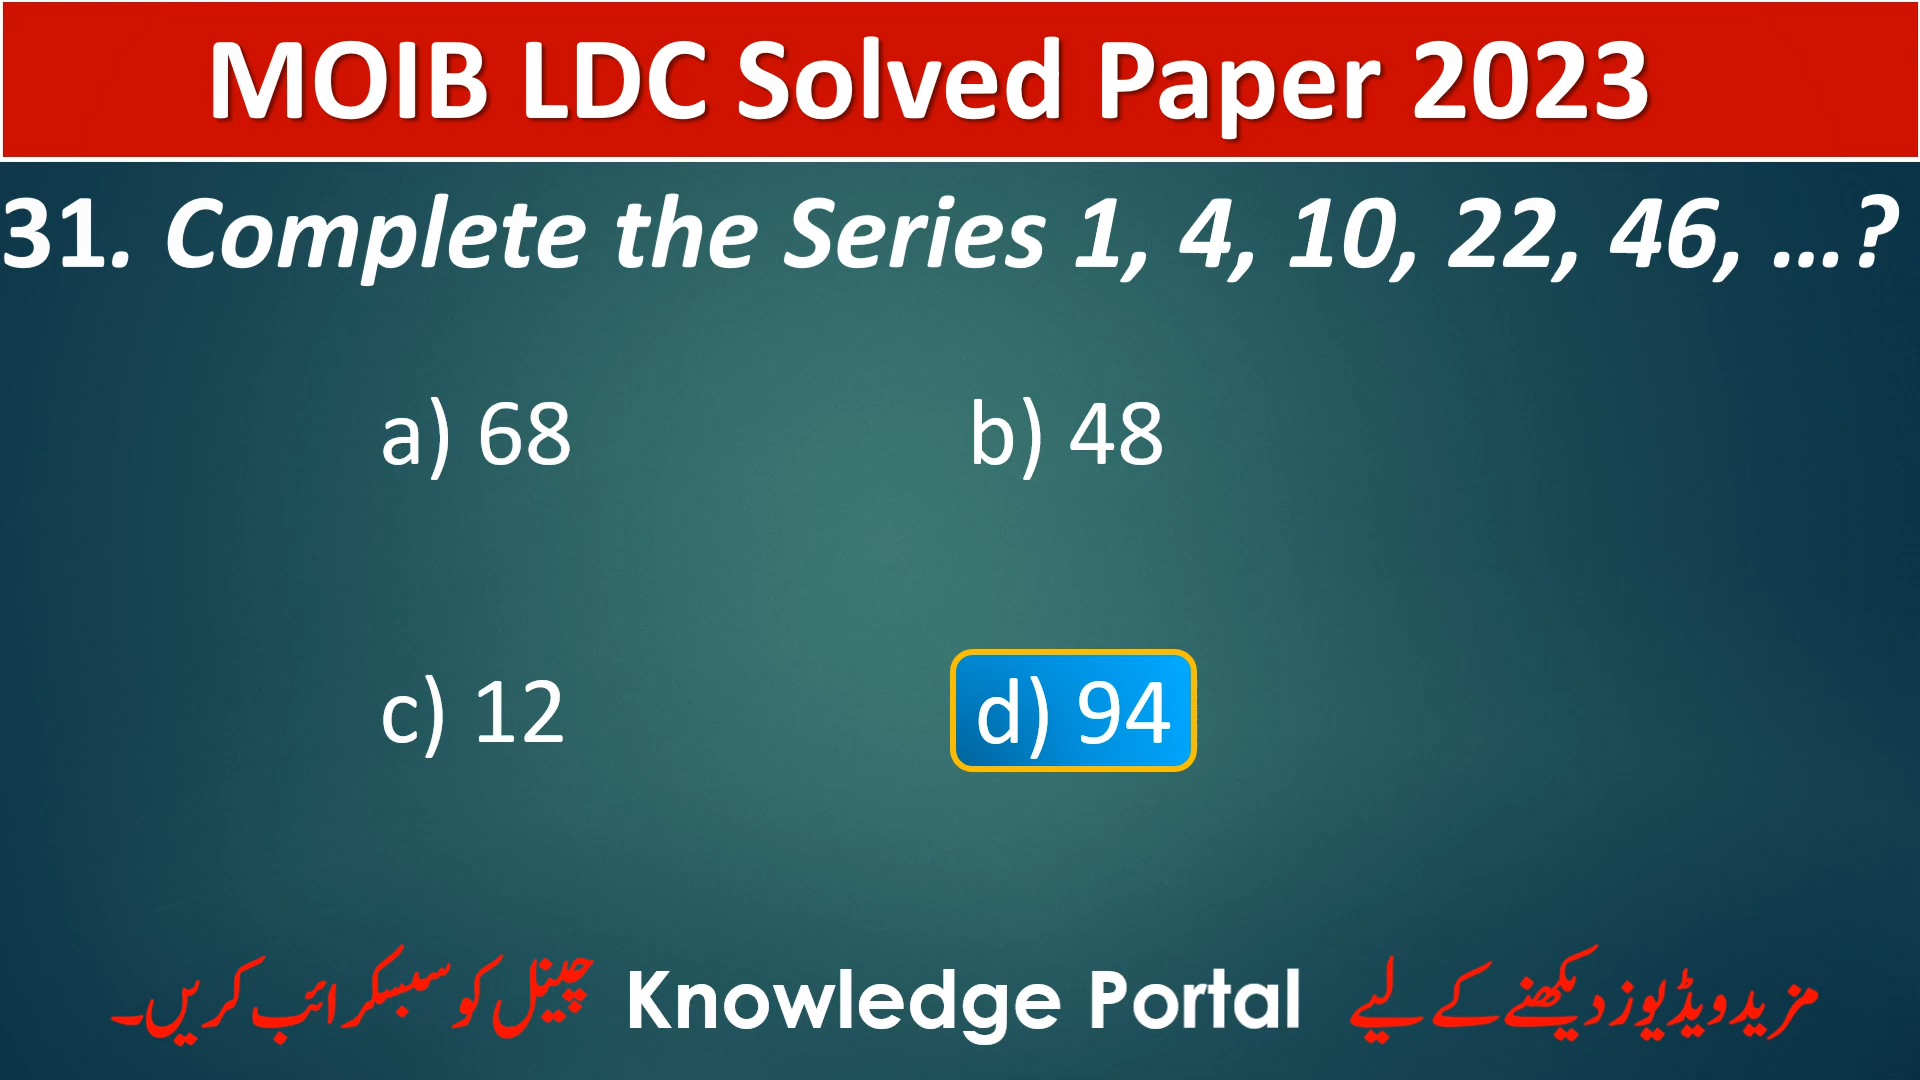 MOIB LDC Solved Paper 2023
31. Complete the Series 1, 4, 10, 22, 46, ...?
a) 68
b) 48
c) 12
d) 94
مزید ویڈیوز دیکھنے کے لیے Knowledge Portal چینل کو سبسکرائب کریں۔